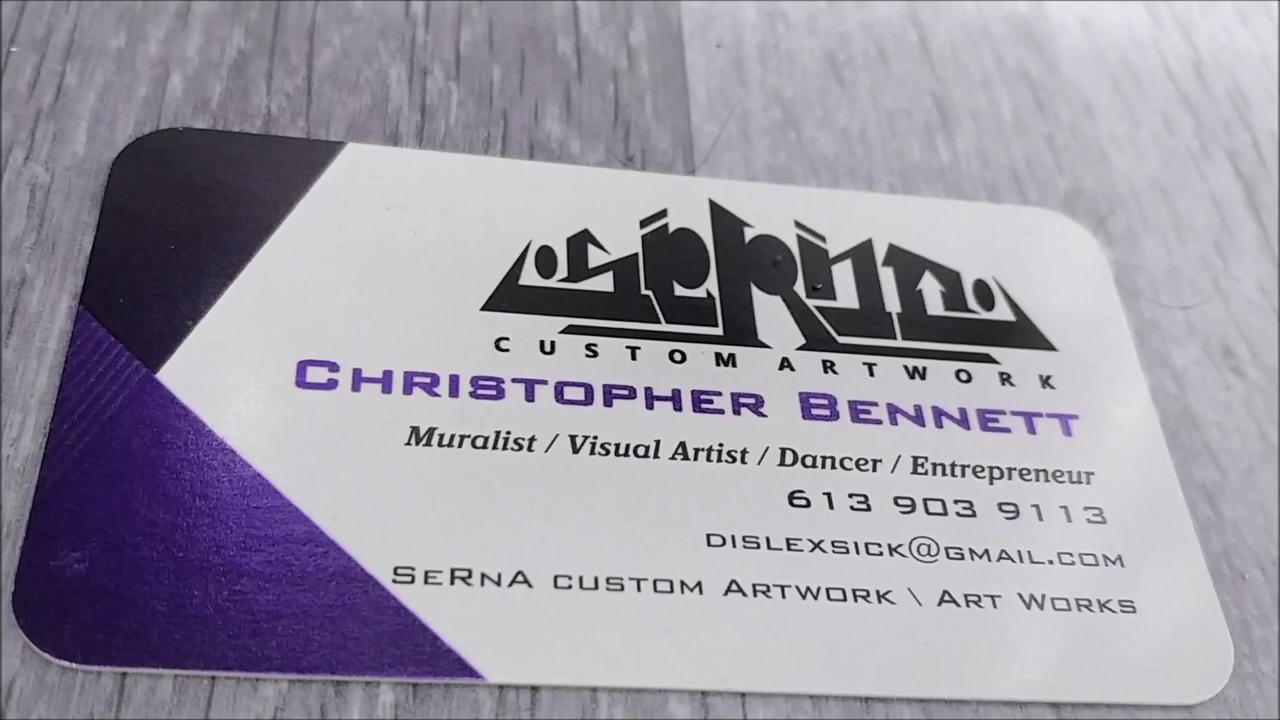 SERNA
CUSTOM ARTWORK
CHRISTOPHER BENNETT
Muralist / Visual Artist / Dancer / Entrepreneur
613 903 9113
DISLEXSICK@GMAIL.COM
SeRnA CUSTOM ARTWORK \ ART WORKS